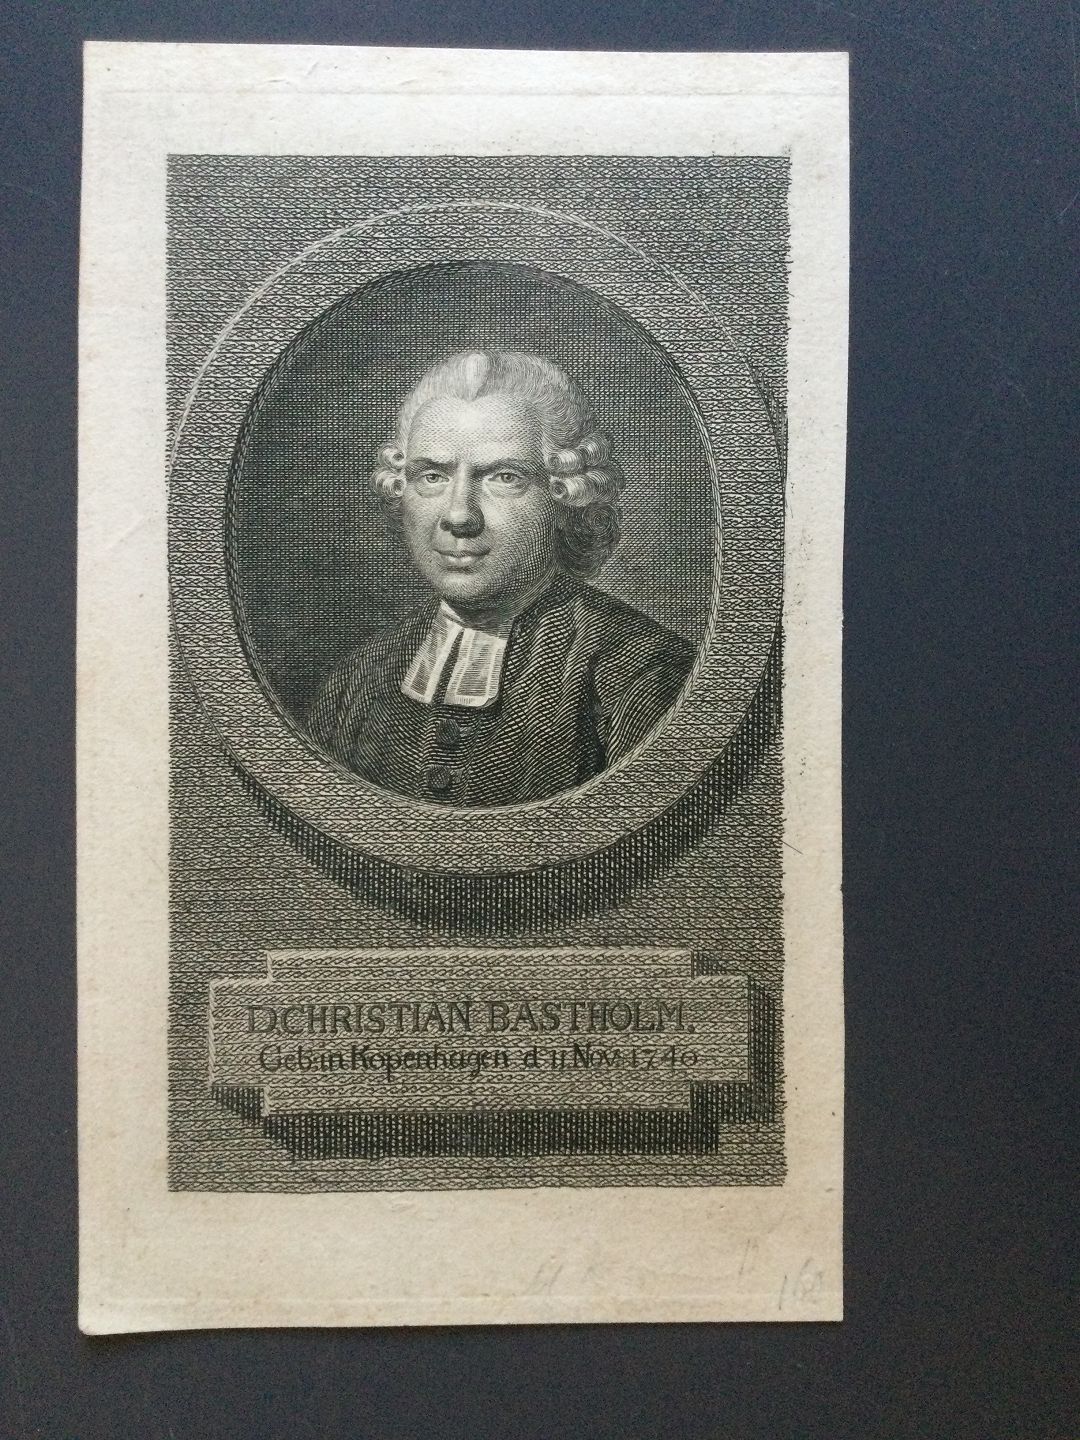 D. CHRISTIAN BASTHOLM.
Geb: in Kopenhagen d 11 Nov: 1740